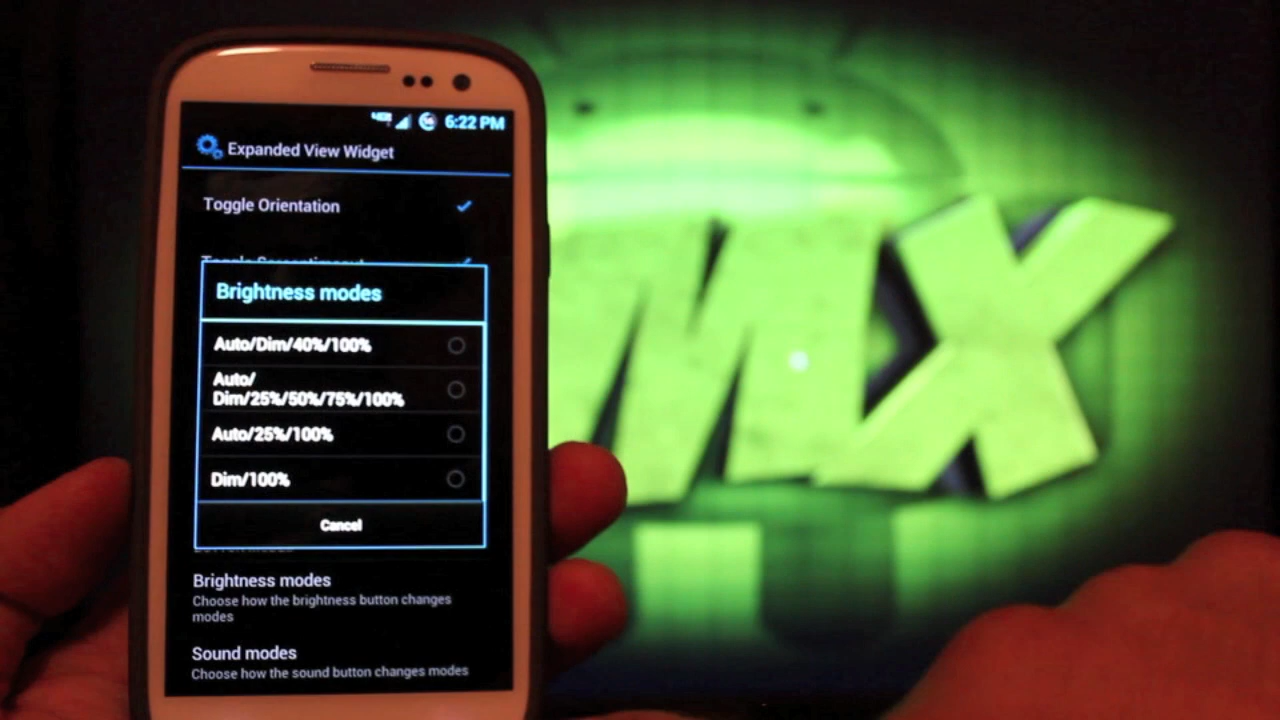 6:22 PM
Expanded View Widget
Toggle Orientation
Brightness modes
Auto/Dim/40%/100%
Auto/
Dim/25%/50%/75%/100%
Auto/25%/100%
Dim/100%
Cancel
Brightness modes
Choose how the brightness button changes
modes
Sound modes
Choose how the sound button changes modes
MX